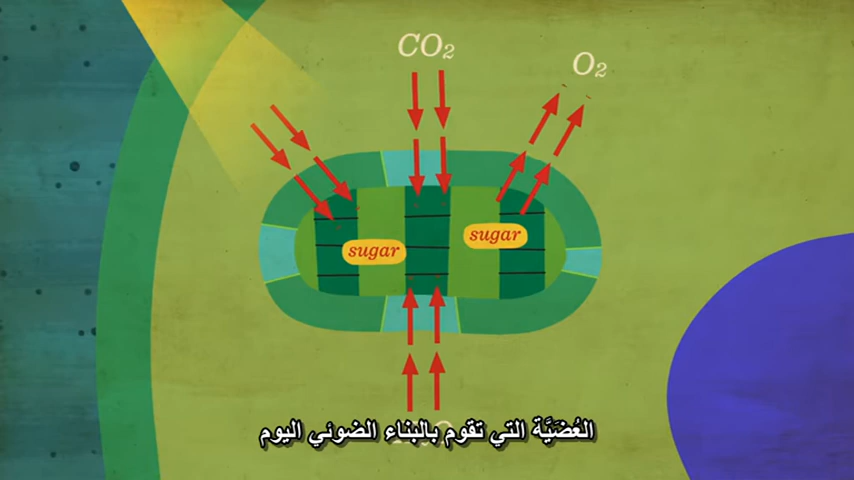 CO₂
O₂
sugar
sugar
العُضَيَّة التي تقوم بالبناء الضوئي اليوم